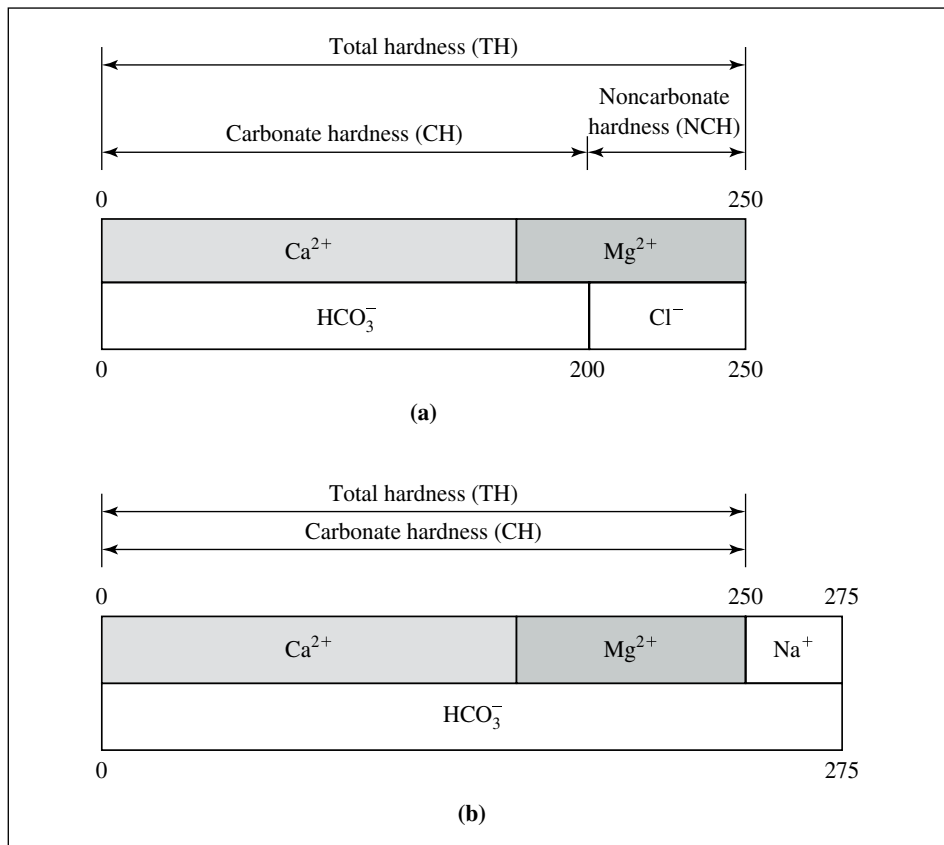 Total hardness (TH)
Noncarbonate
hardness (NCH)
Carbonate hardness (CH)
0 250
Ca²⁺ Mg²⁺
HCO₃⁻ Cl⁻
0 200 250
(a)
Total hardness (TH)
Carbonate hardness (CH)
0 250 275
Ca²⁺ Mg²⁺ Na⁺
HCO₃⁻
0 275
(b)